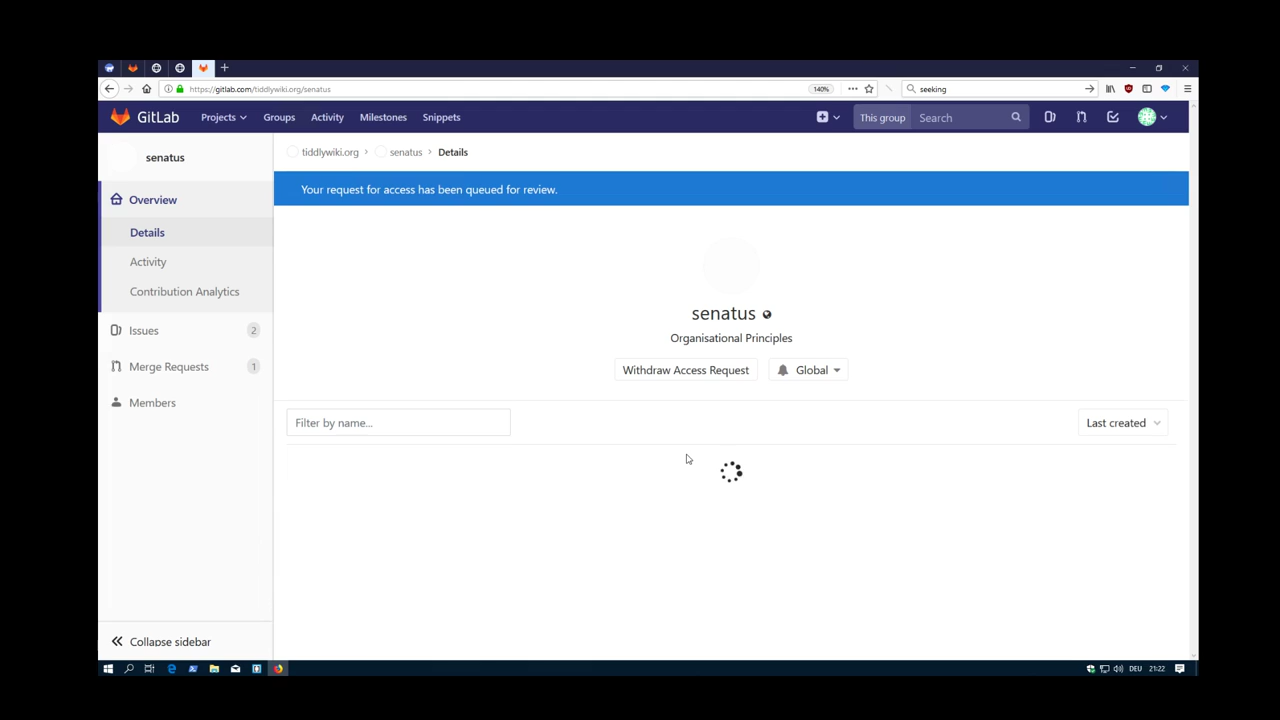 https://gitlab.com/tiddlywiki.org/senatus
140%
seeking
GitLab
Projects
Groups
Activity
Milestones
Snippets
This group
Search
senatus
tiddlywiki.org > senatus > Details
Your request for access has been queued for review.
Overview
Details
Activity
Contribution Analytics
Issues 2
Merge Requests 1
Members
senatus
Organisational Principles
Withdraw Access Request
Global
Filter by name...
Last created
Collapse sidebar
DEU 21:22